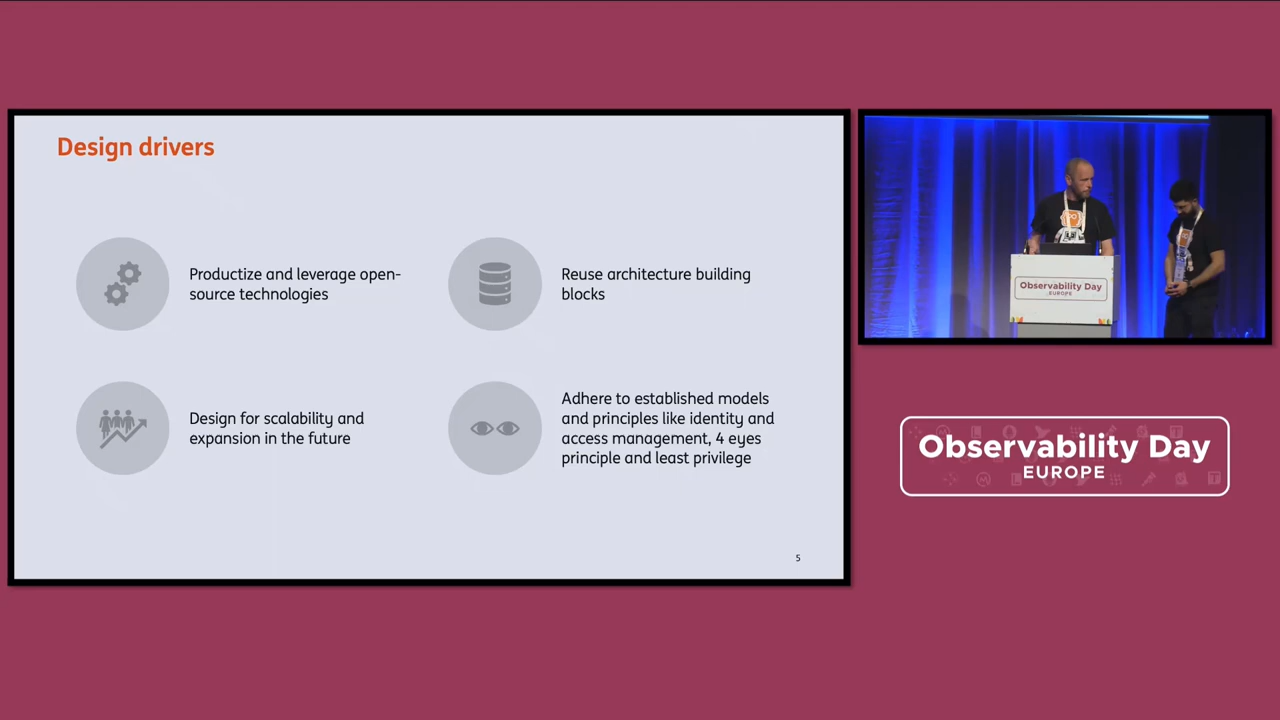 Design drivers
Productize and leverage open-
source technologies
Reuse architecture building
blocks
Design for scalability and
expansion in the future
Adhere to established models
and principles like identity and
access management, 4 eyes
principle and least privilege
5
Observability Day
EUROPE
Observability Day
EUROPE